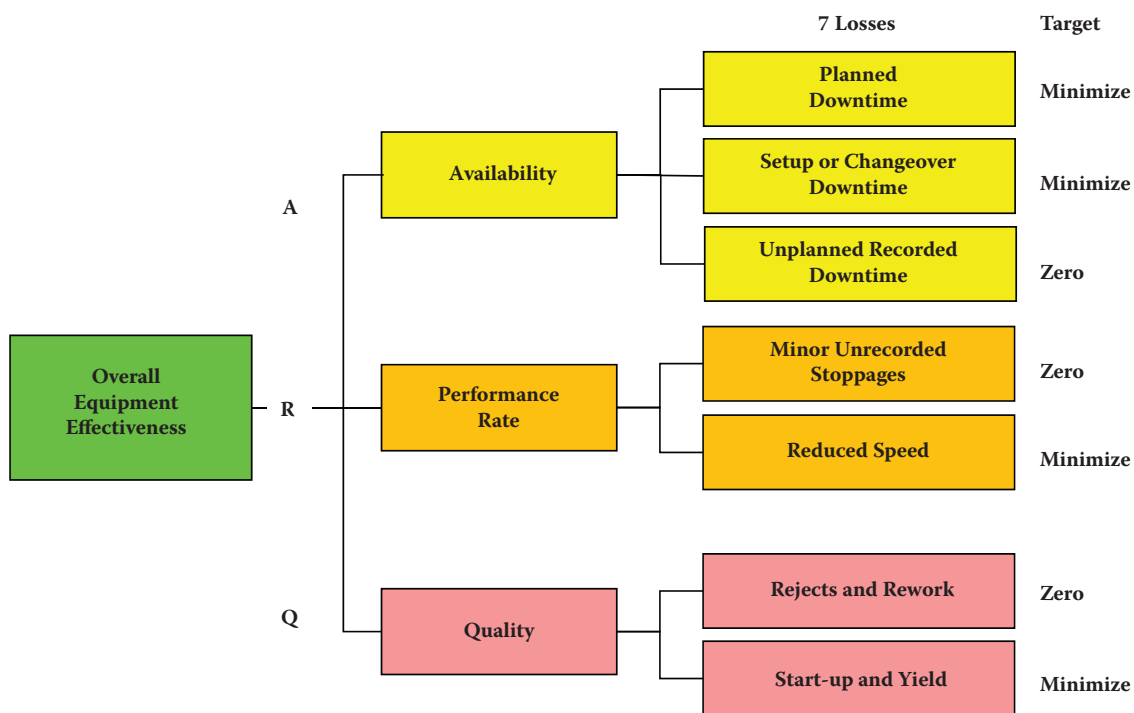 7 Losses
Target
Planned
Downtime
Minimize
Setup or Changeover
Downtime
Minimize
Availability
A
Unplanned Recorded
Downtime
Zero
Minor Unrecorded
Stoppages
Zero
Overall
Equipment
Effectiveness
R
Performance
Rate
Reduced Speed
Minimize
Rejects and Rework
Zero
Q
Quality
Start-up and Yield
Minimize